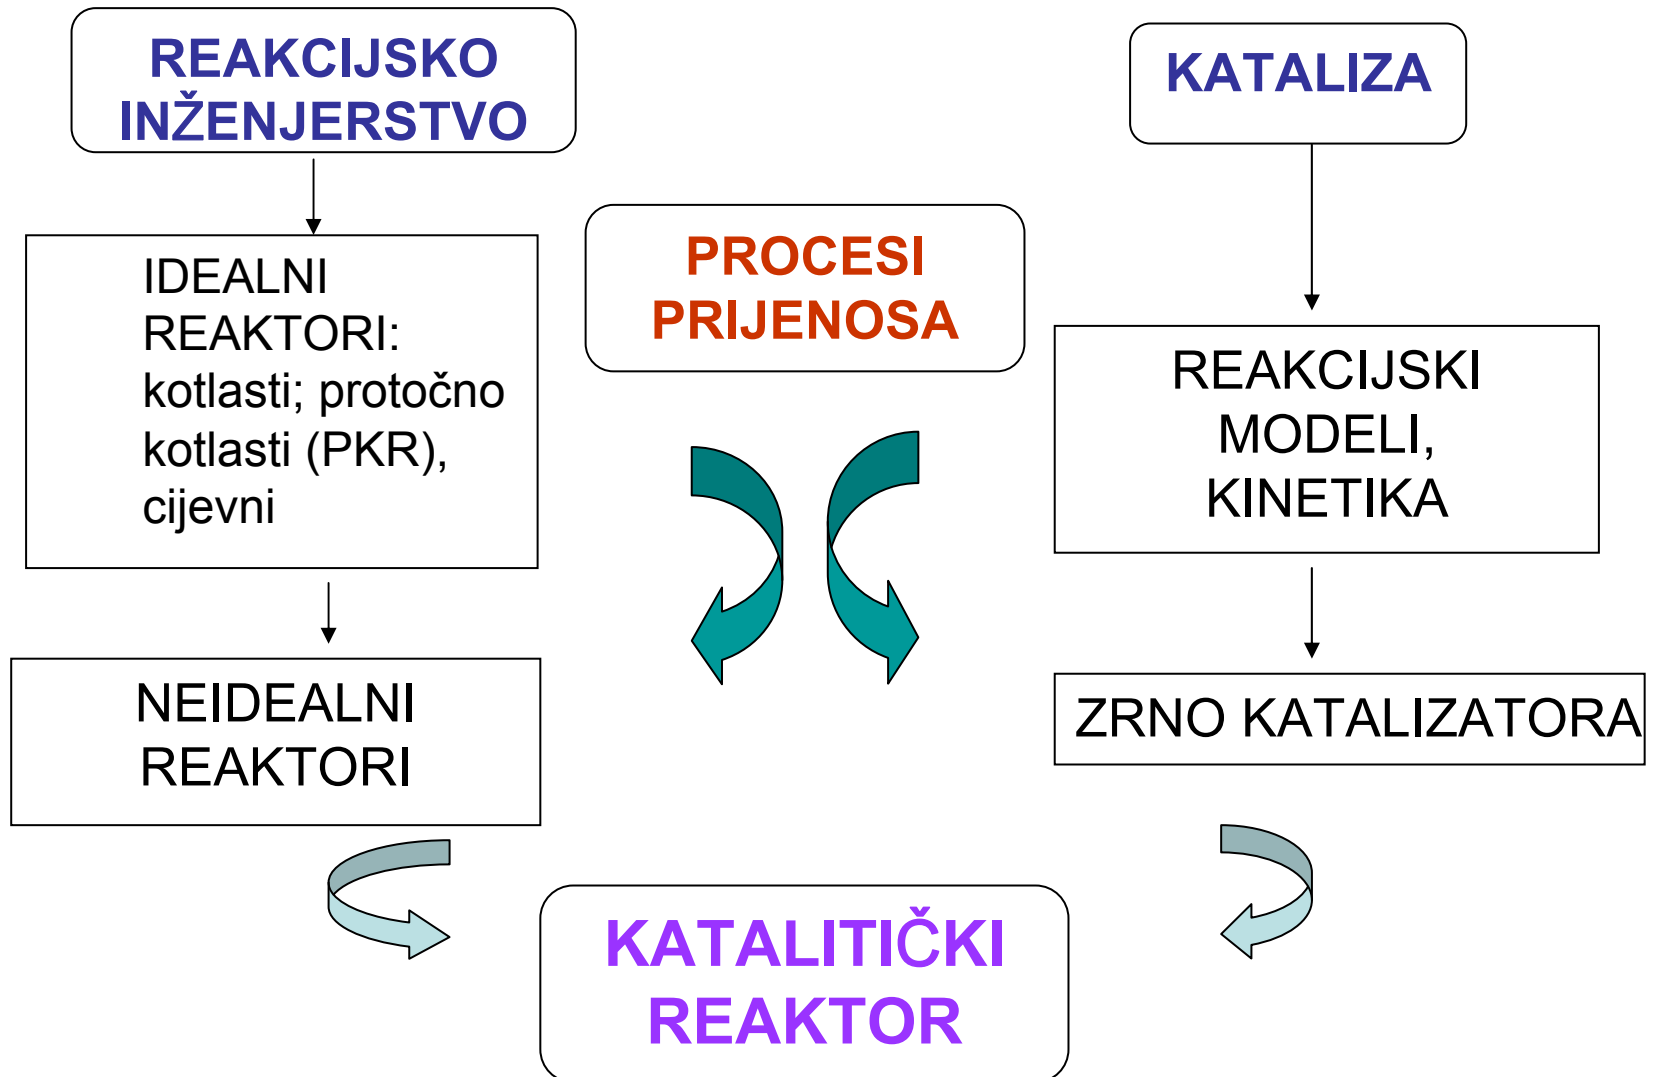 REAKCIJSKO
INŽENJERSTVO
IDEALNI
REAKTORI:
kotlasti; protočno
kotlasti (PKR),
cijevni
NEIDEALNI
REAKTORI
PROCESI
PRIJENOSA
KATALIZA
REAKCIJSKI
MODELI,
KINETIKA
ZRNO KATALIZATORA
KATALITIČKI
REAKTOR